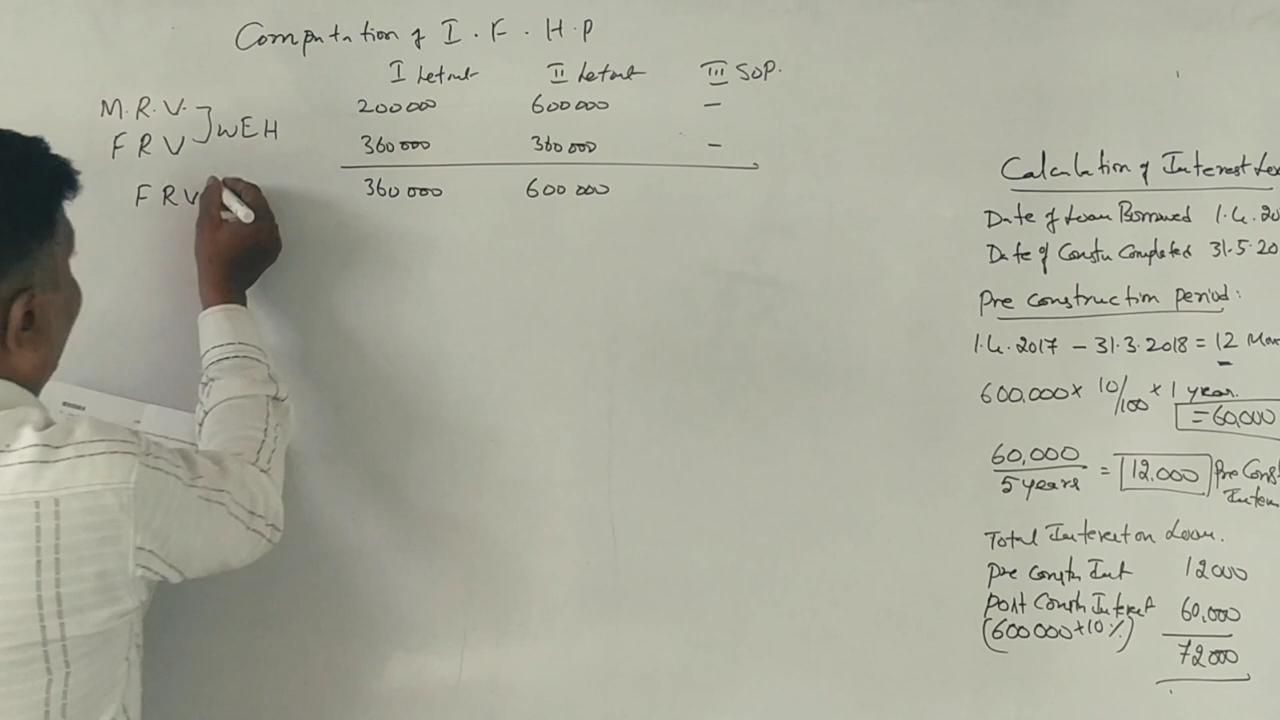 Computation of I.F.H.P
I Letout II Letout III SOP.
M.R.V. 200000 600000 -
FRV ] WEH 360000 360000 -
FRV 360000 600000
Calculation of Interest
Date of Loan Borrowed 1.4.20
Date of Constn Completed 31.5.20
Pre construction period:
1.4.2017 - 31.3.2018 = 12
600,000 x 10/100 x 1 year.
= 60,000
60,000 / 5 years = 12.000 Pre Const
Total Interest on Loan.
Pre Constn Int 12000
Post Constn Interest 60,000
(600000 x 10%)
72000